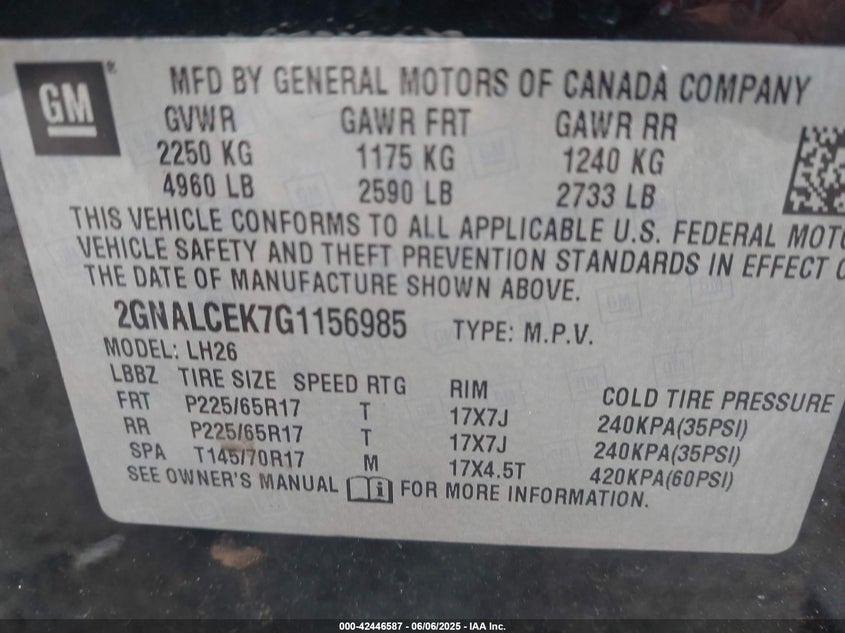 GM
MFD BY GENERAL MOTORS OF CANADA COMPANY
GVWR GAWR FRT GAWR RR
2250 KG 1175 KG 1240 KG
4960 LB 2590 LB 2733 LB
THIS VEHICLE CONFORMS TO ALL APPLICABLE U.S. FEDERAL MOTO
VEHICLE SAFETY AND THEFT PREVENTION STANDARDS IN EFFECT O
THE DATE OF MANUFACTURE SHOWN ABOVE.
2GNALCEK7G1156985 TYPE: M.P.V.
MODEL: LH26
LBBZ TIRE SIZE SPEED RTG RIM COLD TIRE PRESSURE
FRT P225/65R17 T 17X7J 240KPA(35PSI)
RR P225/65R17 T 17X7J 240KPA(35PSI)
SPA T145/70R17 M 17X4.5T 420KPA(60PSI)
SEE OWNER'S MANUAL FOR MORE INFORMATION.
000-42446587 - 06/06/2025 - IAA Inc.